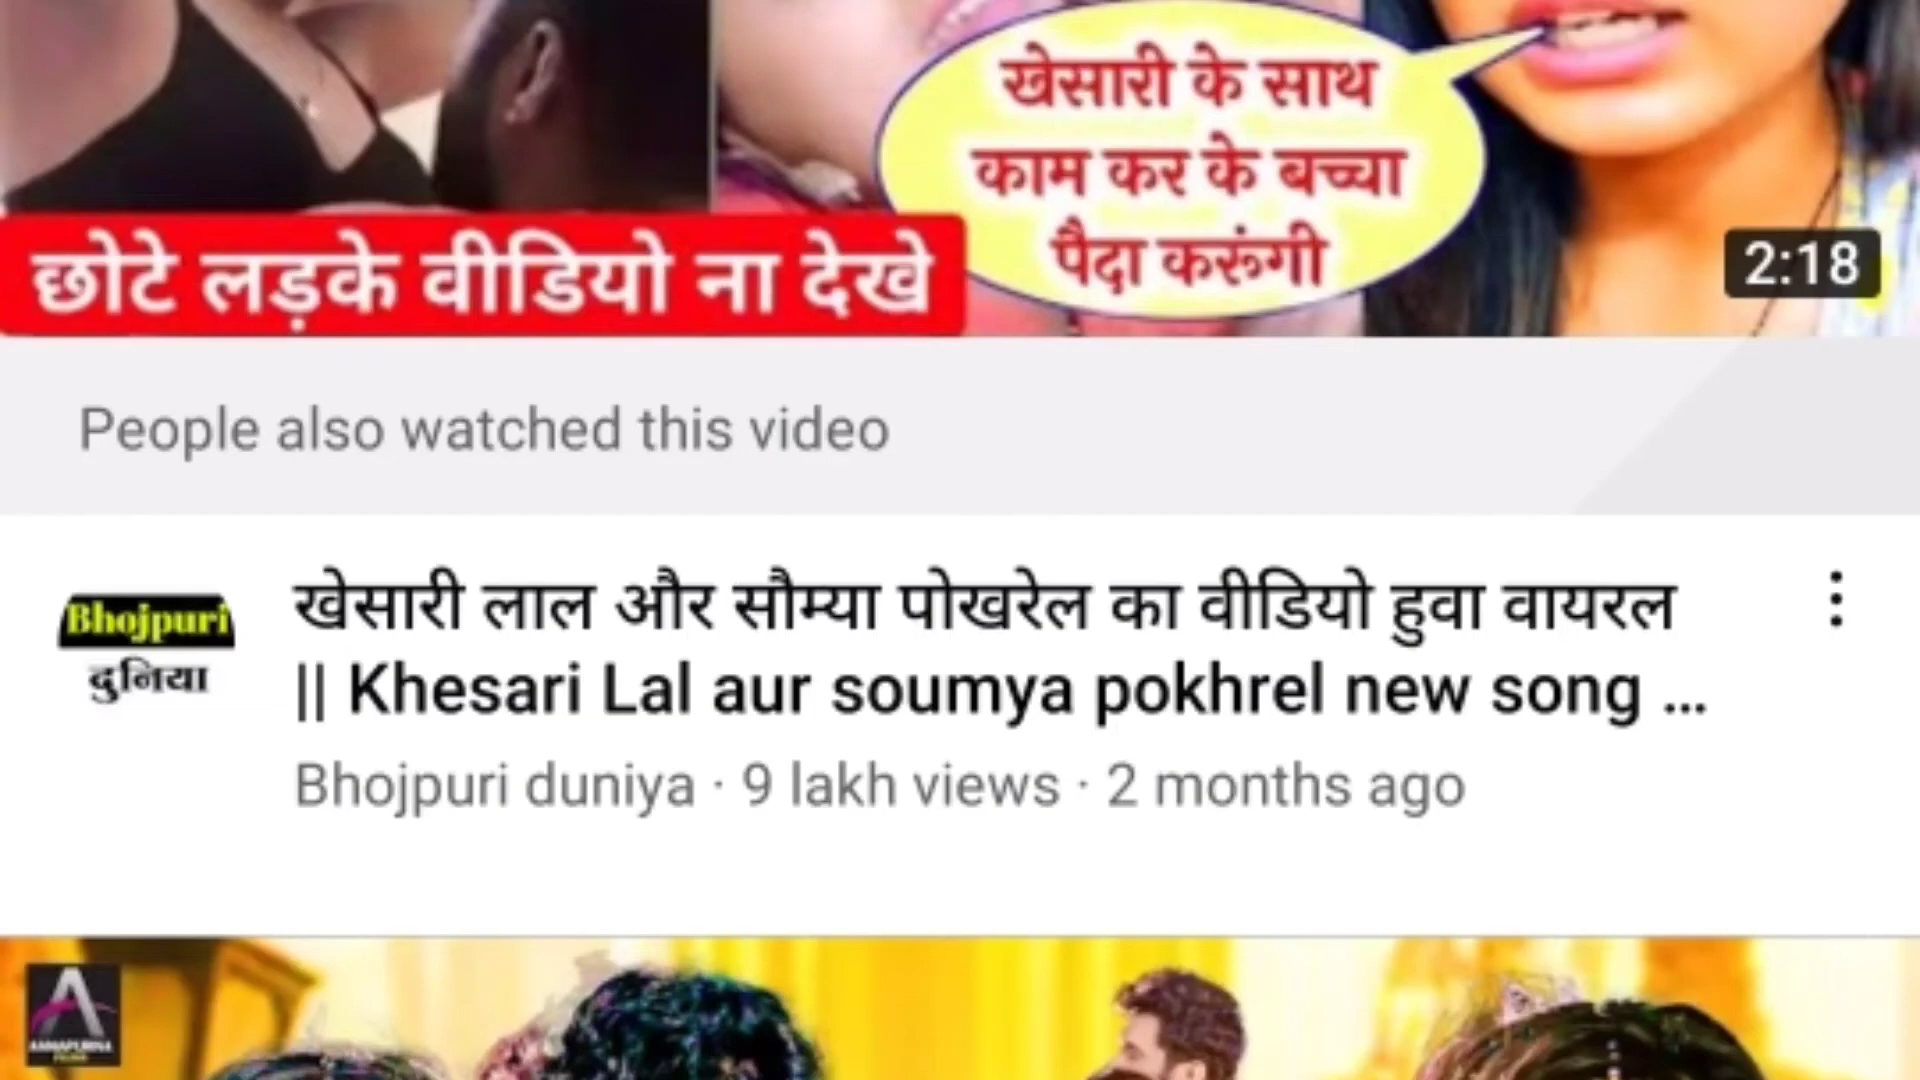 खेसारी के साथ
काम कर के बच्चा
पैदा करूंगी
छोटे लड़के वीडियो ना देखे
2:18
People also watched this video
Bhojpuri
दुनिया
खेसारी लाल और सौम्या पोखरेल का वीडियो हुवा वायरल
|| Khesari Lal aur soumya pokhrel new song ...
Bhojpuri duniya · 9 lakh views · 2 months ago
A